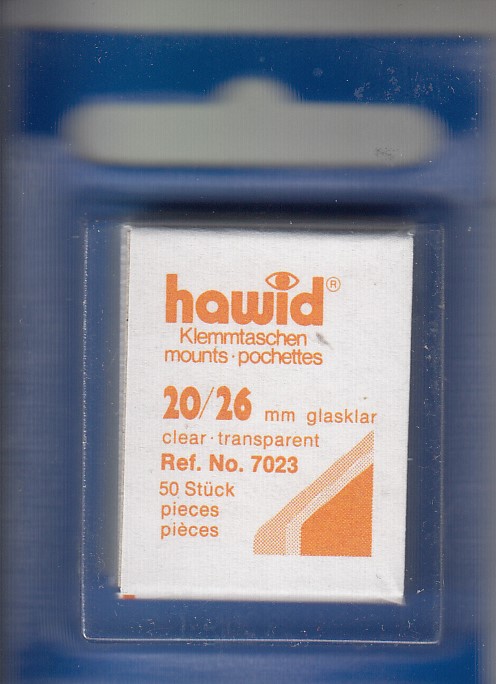 hawid®
Klemmtaschen
mounts·pochettes
20/26 mm glasklar
clear·transparent
Ref. No. 7023
50 Stück
pieces
pièces